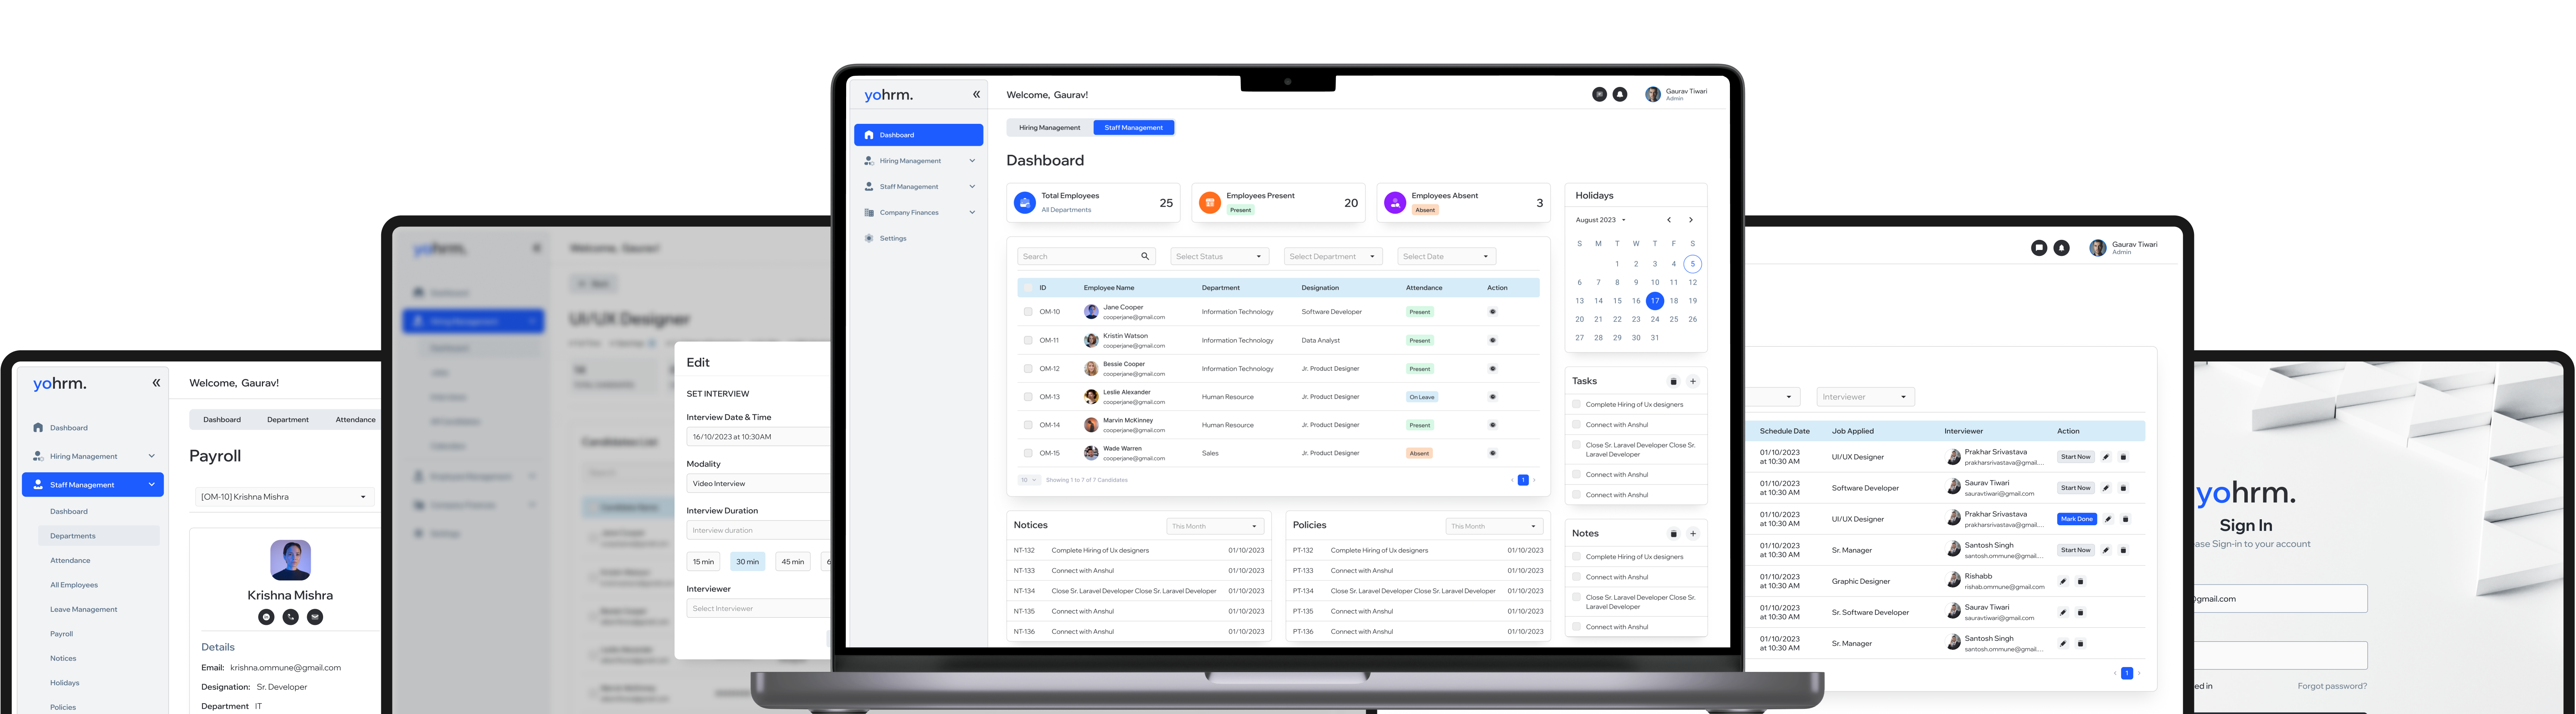 yohrm.
Welcome, Gaurav!
Dashboard
Hiring Management
Staff Management
Dashboard
Departments
Attendance
All Employees
Leave Management
Payroll
Notices
Holidays
Policies
Dashboard Department Attendance
Payroll
[OM-10] Krishna Mishra
Krishna Mishra
Details
Email: krishna.ommune@gmail.com
Designation: Sr. Developer
Department IT
UI/UX Designer
Edit
SET INTERVIEW
Interview Date & Time
16/10/2023 at 10:30AM
Modality
Video Interview
Interview Duration
Interview duration
15 min 30 min 45 min 6
Interviewer
Select Interviewer
yohrm.
Dashboard
Hiring Management
Staff Management
Company Finances
Settings
Welcome, Gaurav!
Gaurav Tiwari
Admin
Hiring Management Staff Management
Dashboard
Total Employees
All Departments
25
Employees Present
Present
20
Employees Absent
Absent
3
Search Select Status Select Department Select Date
ID Employee Name Department Designation Attendance Action
OM-10 Jane Cooper Information Technology Software Developer Present
cooperjane@gmail.com
OM-11 Kristin Watson Information Technology Data Analyst Present
cooperjane@gmail.com
OM-12 Bessie Cooper Information Technology Jr. Product Designer Present
cooperjane@gmail.com
OM-13 Leslie Alexander Human Resource Jr. Product Designer On Leave
cooperjane@gmail.com
OM-14 Marvin McKinney Human Resource Jr. Product Designer Present
cooperjane@gmail.com
OM-15 Wade Warren Sales Jr. Product Designer Absent
cooperjane@gmail.com
10 Showing 1 to 7 of 7 Candidates 1
Notices This Month
NT-132 Complete Hiring of Ux designers 01/10/2023
NT-133 Connect with Anshul 01/10/2023
NT-134 Close Sr. Laravel Developer Close Sr. Laravel Developer 01/10/2023
NT-135 Connect with Anshul 01/10/2023
NT-136 Connect with Anshul 01/10/2023
Policies This Month
PT-132 Complete Hiring of Ux designers 01/10/2023
PT-133 Connect with Anshul 01/10/2023
PT-134 Close Sr. Laravel Developer Close Sr. Laravel Developer 01/10/2023
PT-135 Connect with Anshul 01/10/2023
PT-136 Connect with Anshul 01/10/2023
Holidays
August 2023
S M T W T F S
1 2 3 4 5
6 7 8 9 10 11 12
13 14 15 16 17 18 19
20 21 22 23 24 25 26
27 28 29 30 31
Tasks
Complete Hiring of Ux designers
Connect with Anshul
Close Sr. Laravel Developer Close Sr.
Laravel Developer
Connect with Anshul
Connect with Anshul
Notes
Complete Hiring of Ux designers
Connect with Anshul
Close Sr. Laravel Developer Close Sr.
Laravel Developer
Connect with Anshul
Gaurav Tiwari
Admin
Interviewer
Schedule Date Job Applied Interviewer Action
01/10/2023 at 10:30 AM UI/UX Designer Prakhar Srivastava Start Now
prakharsrivastava@gmail....
01/10/2023 at 10:30 AM Software Developer Saurav Tiwari Start Now
sauravtiwari@gmail.com
01/10/2023 at 10:30 AM UI/UX Designer Prakhar Srivastava Mark Done
prakharsrivastava@gmail....
01/10/2023 at 10:30 AM Sr. Manager Santosh Singh Start Now
santosh.ommune@gmail....
01/10/2023 at 10:30 AM Graphic Designer Rishabb
rishab.ommune@gmail.com
01/10/2023 at 10:30 AM Sr. Software Developer Saurav Tiwari
sauravtiwari@gmail.com
01/10/2023 at 10:30 AM Sr. Manager Santosh Singh
santosh.ommune@gmail....
1
yohrm.
Sign In
ase Sign-in to your account
@gmail.com
ed in Forgot password?